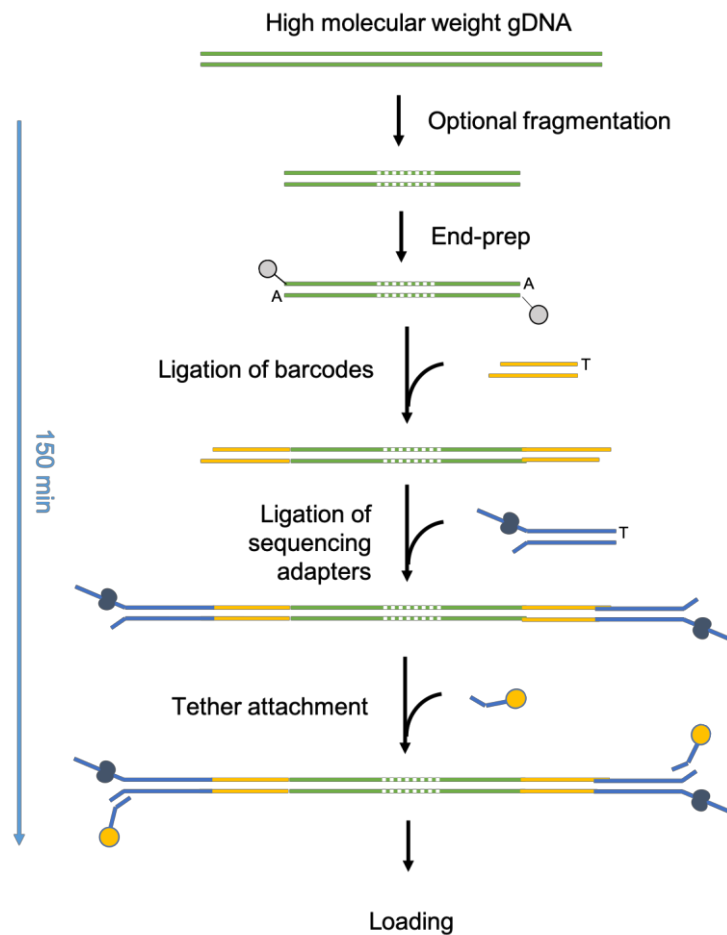 High molecular weight gDNA
Optional fragmentation
End-prep
A
A
Ligation of barcodes
T
150 min
Ligation of
sequencing
adapters
T
Tether attachment
Loading